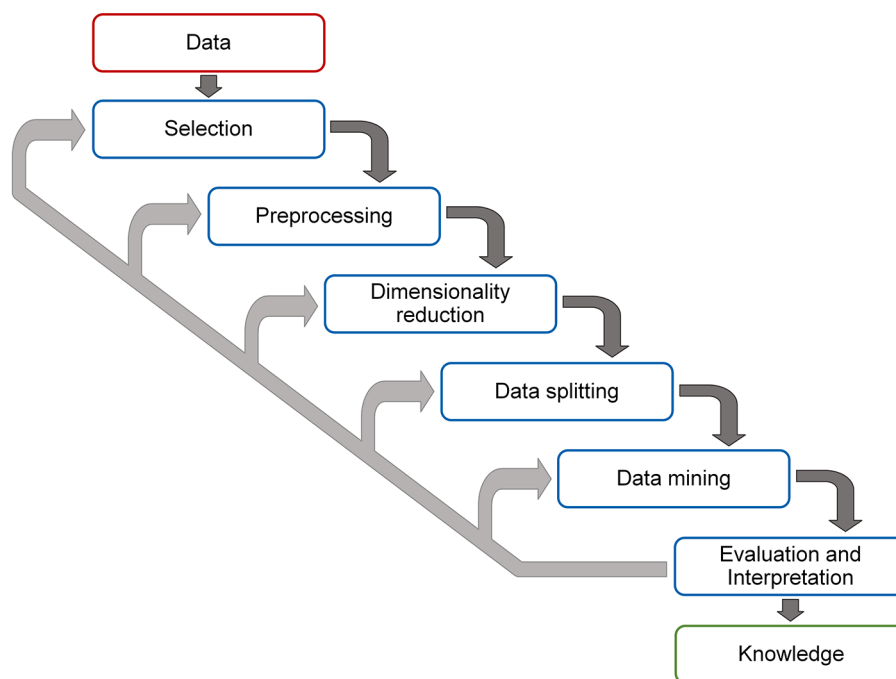 Data
Selection
Preprocessing
Dimensionality
reduction
Data splitting
Data mining
Evaluation and
Interpretation
Knowledge